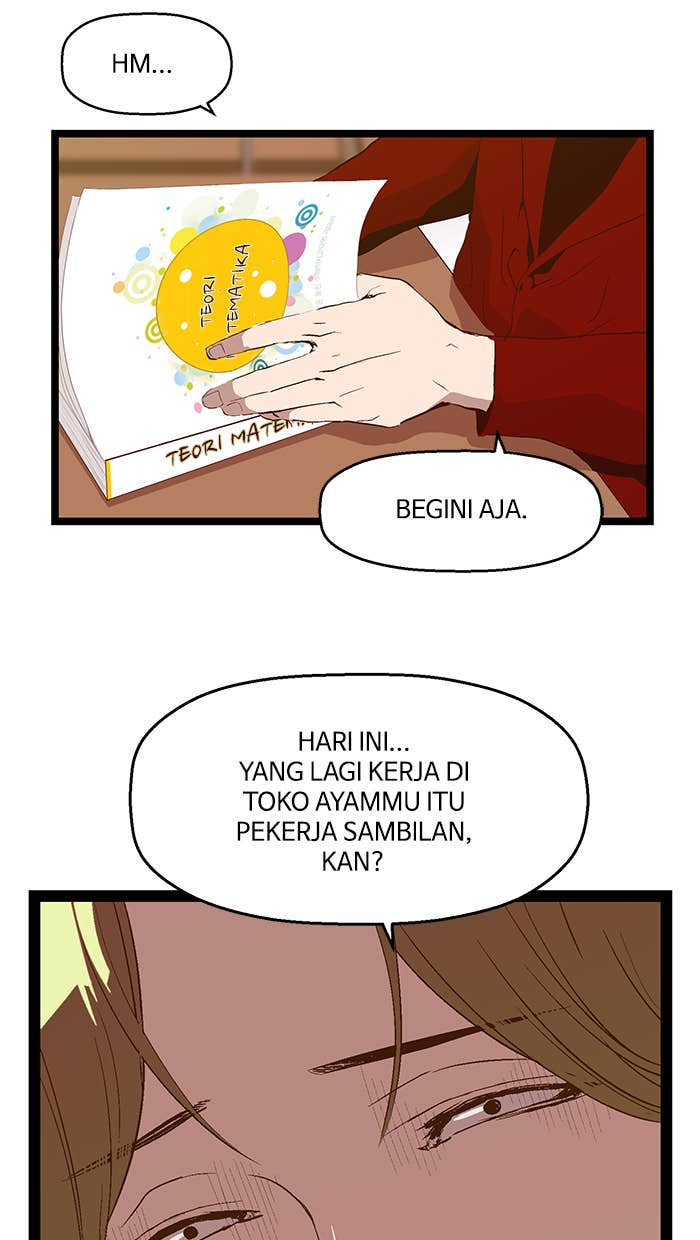 HM...
TEORI
TEMATIKA
TEORI MATEM
BEGINI AJA.
HARI INI...
YANG LAGI KERJA DI
TOKO AYAMMU ITU
PEKERJA SAMBILAN,
KAN?